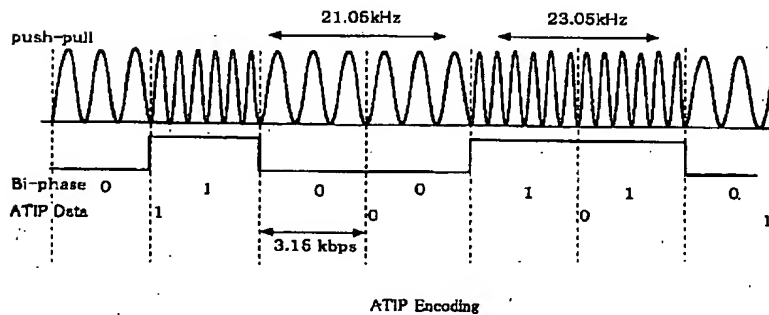 21.05kHz 23.05kHz
push-pull
Bi-phase 0 1 0 0 1 1 0
ATIP Data 1 0 0 1
3.15 kbps
ATIP Encoding